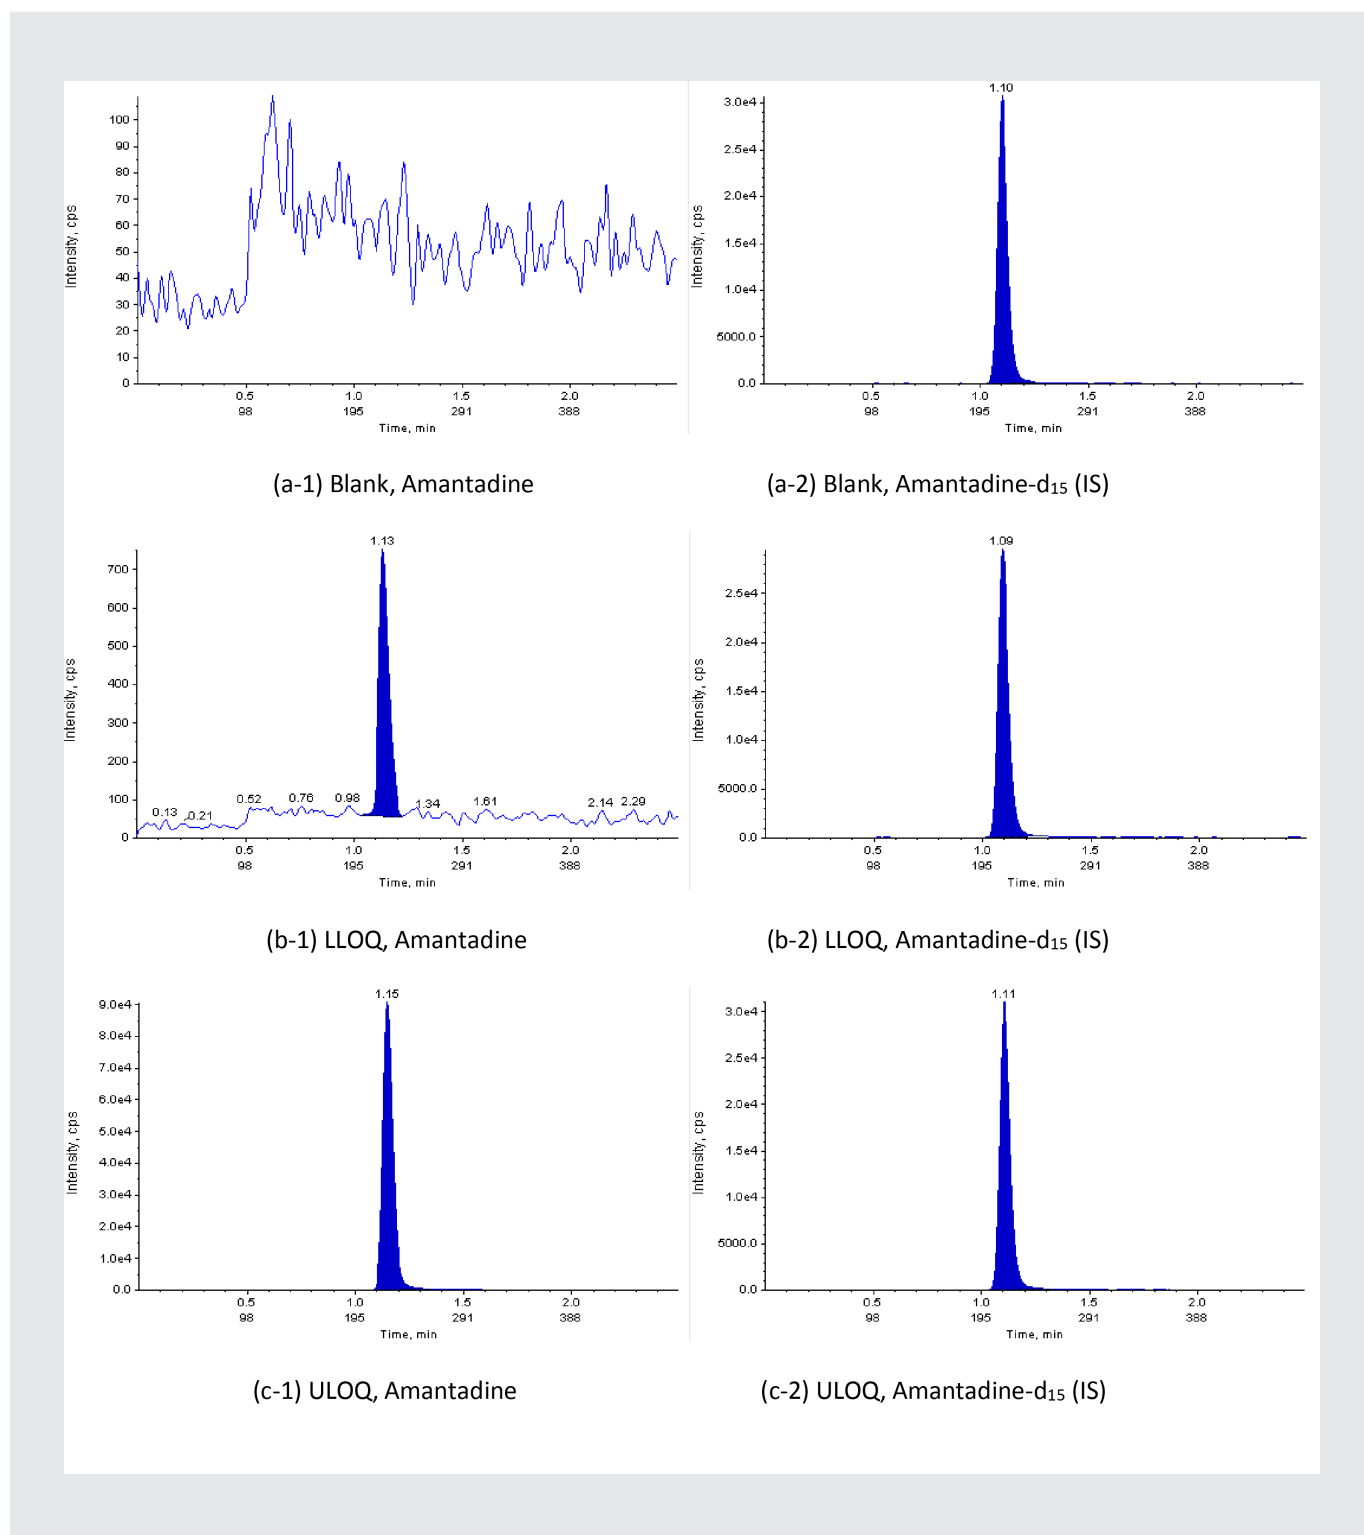 1.10
100
90
80
70
60
50
40
30
20
10
0
Intensity, cps
0.5 1.0 1.5 2.0
98 195 291 388
Time, min
3.0e4
2.5e4
2.0e4
1.5e4
1.0e4
5000.0
0.0
Intensity, cps
0.5 1.0 1.5 2.0
98 195 291 388
Time, min
(a-1) Blank, Amantadine
(a-2) Blank, Amantadine-d15 (IS)
1.13
700
600
500
400
300
200
100
0
Intensity, cps
0.13 0.21 0.52 0.76 0.98 1.34 1.61 2.14 2.29
0.5 1.0 1.5 2.0
98 195 291 388
Time, min
1.09
2.5e4
2.0e4
1.5e4
1.0e4
5000.0
0.0
Intensity, cps
0.5 1.0 1.5 2.0
98 195 291 388
Time, min
(b-1) LLOQ, Amantadine
(b-2) LLOQ, Amantadine-d15 (IS)
1.15
9.0e4
8.0e4
7.0e4
6.0e4
5.0e4
4.0e4
3.0e4
2.0e4
1.0e4
0.0
Intensity, cps
0.5 1.0 1.5 2.0
98 195 291 388
Time, min
1.11
3.0e4
2.5e4
2.0e4
1.5e4
1.0e4
5000.0
0.0
Intensity, cps
0.5 1.0 1.5 2.0
98 195 291 388
Time, min
(c-1) ULOQ, Amantadine
(c-2) ULOQ, Amantadine-d15 (IS)